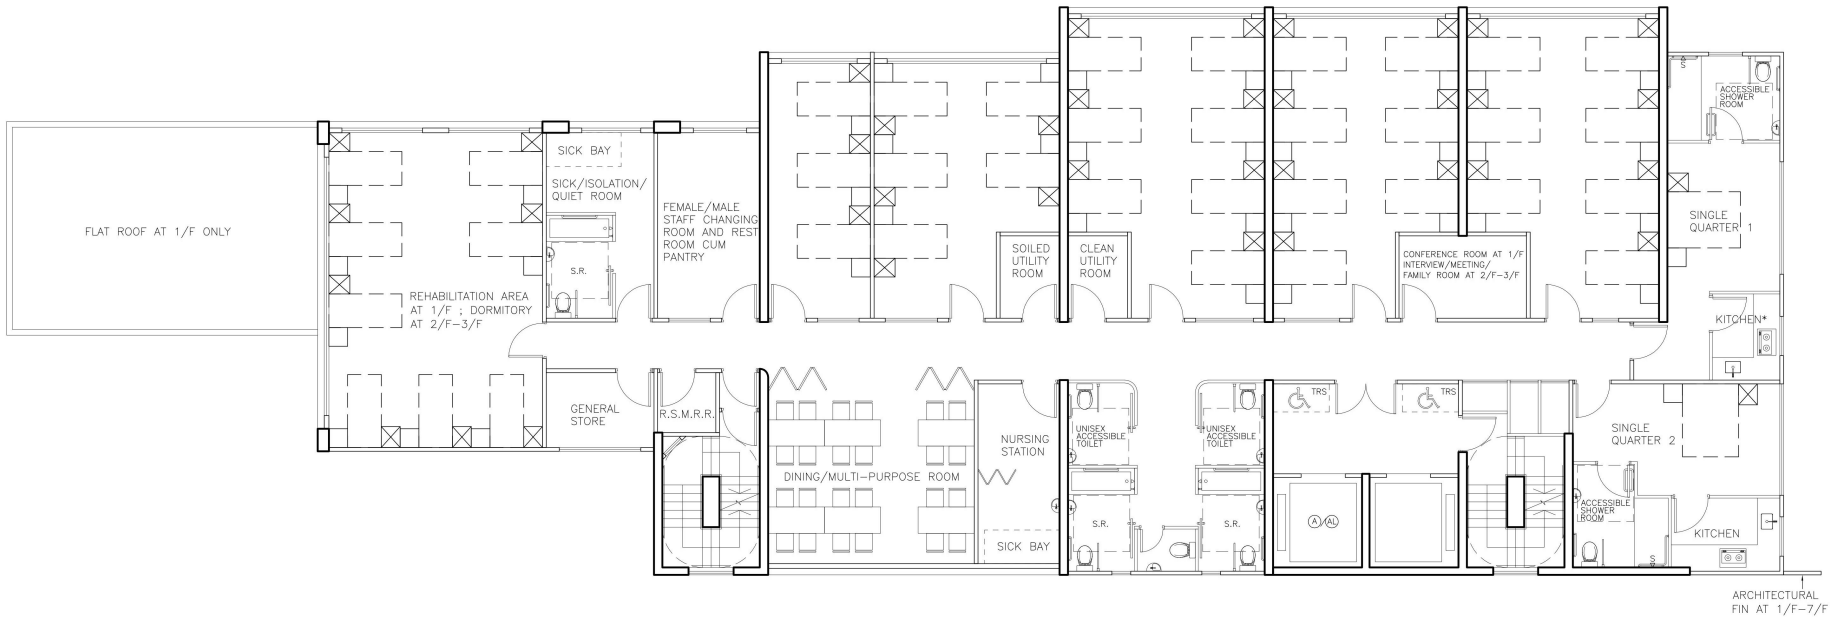 FLAT ROOF AT 1/F ONLY
REHABILITATION AREA
AT 1/F ; DORMITORY
AT 2/F-3/F
SICK BAY
SICK/ISOLATION/
QUIET ROOM
S.R.
FEMALE/MALE
STAFF CHANGING
ROOM AND REST
ROOM CUM
PANTRY
SOILED
UTILITY
ROOM
CLEAN
UTILITY
ROOM
CONFERENCE ROOM AT 1/F
INTERVIEW/MEETING/
FAMILY ROOM AT 2/F-3/F
S
ACCESSIBLE
SHOWER
ROOM
SINGLE
QUARTER 1
KITCHEN*
GENERAL
STORE
R.S.M.R.R.
DINING/MULTI-PURPOSE ROOM
NURSING
STATION
SICK BAY
UNISEX
ACCESSIBLE
TOILET
S.R.
UNISEX
ACCESSIBLE
TOILET
S.R.
TRS
TRS
A/AL
SINGLE
QUARTER 2
ACCESSIBLE
SHOWER
ROOM
S
KITCHEN
ARCHITECTURAL
FIN AT 1/F-7/F